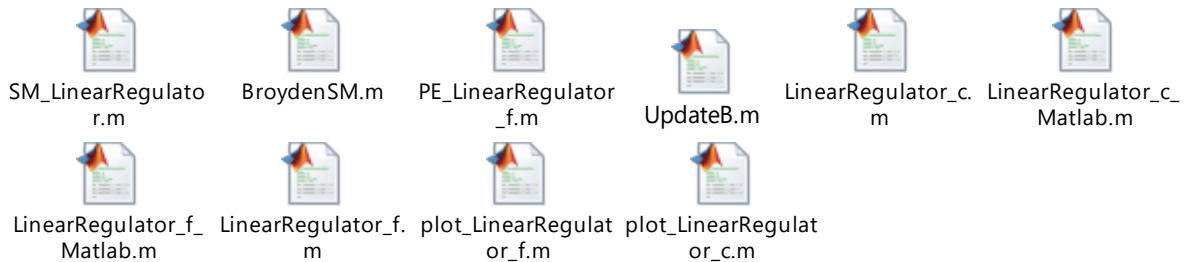 SM_LinearRegulato BroydenSM.m PE_LinearRegulator UpdateB.m LinearRegulator_c. LinearRegulator_c_
r.m _f.m m Matlab.m
LinearRegulator_f_ LinearRegulator_f. plot_LinearRegulat plot_LinearRegulat
Matlab.m m or_f.m or_c.m